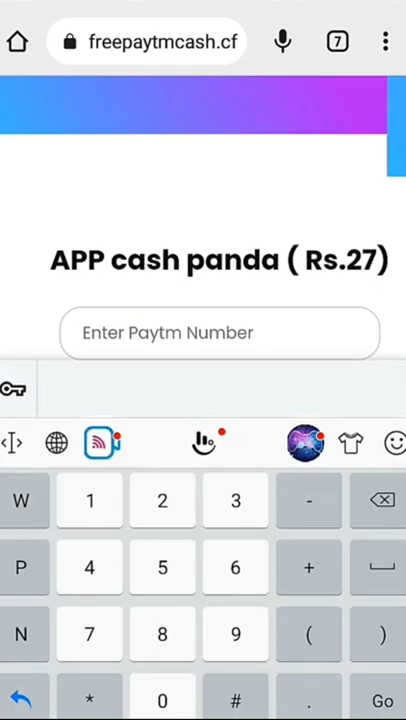 freepaytmcash.cf
7
APP cash panda ( Rs.27)
Enter Paytm Number
W 1 2 3 -
P 4 5 6 +
N 7 8 9 ( )
* 0 # . Go